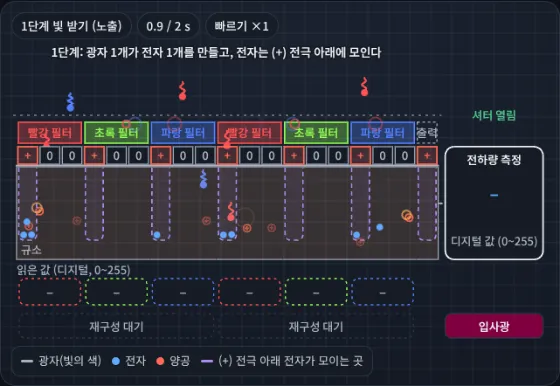 1단계 빛 받기 (노출)
0.9 / 2 s
빠르기 ×1
1단계: 광자 1개가 전자 1개를 만들고, 전자는 (+) 전극 아래에 모인다
셔터 열림
빨강 필터 초록 필터 파랑 필터 빨강 필터 초록 필터 파랑 필터 출력
+ 0 0 + 0 0 + 0 0 + 0 0 + 0 0 + 0 0 +
전하량 측정
–
디지털 값 (0~255)
규소
읽은 값 (디지털, 0~255)
– – – – – –
재구성 대기 재구성 대기
입사광
광자(빛의 색) 전자 양공 (+) 전극 아래 전자가 모이는 곳